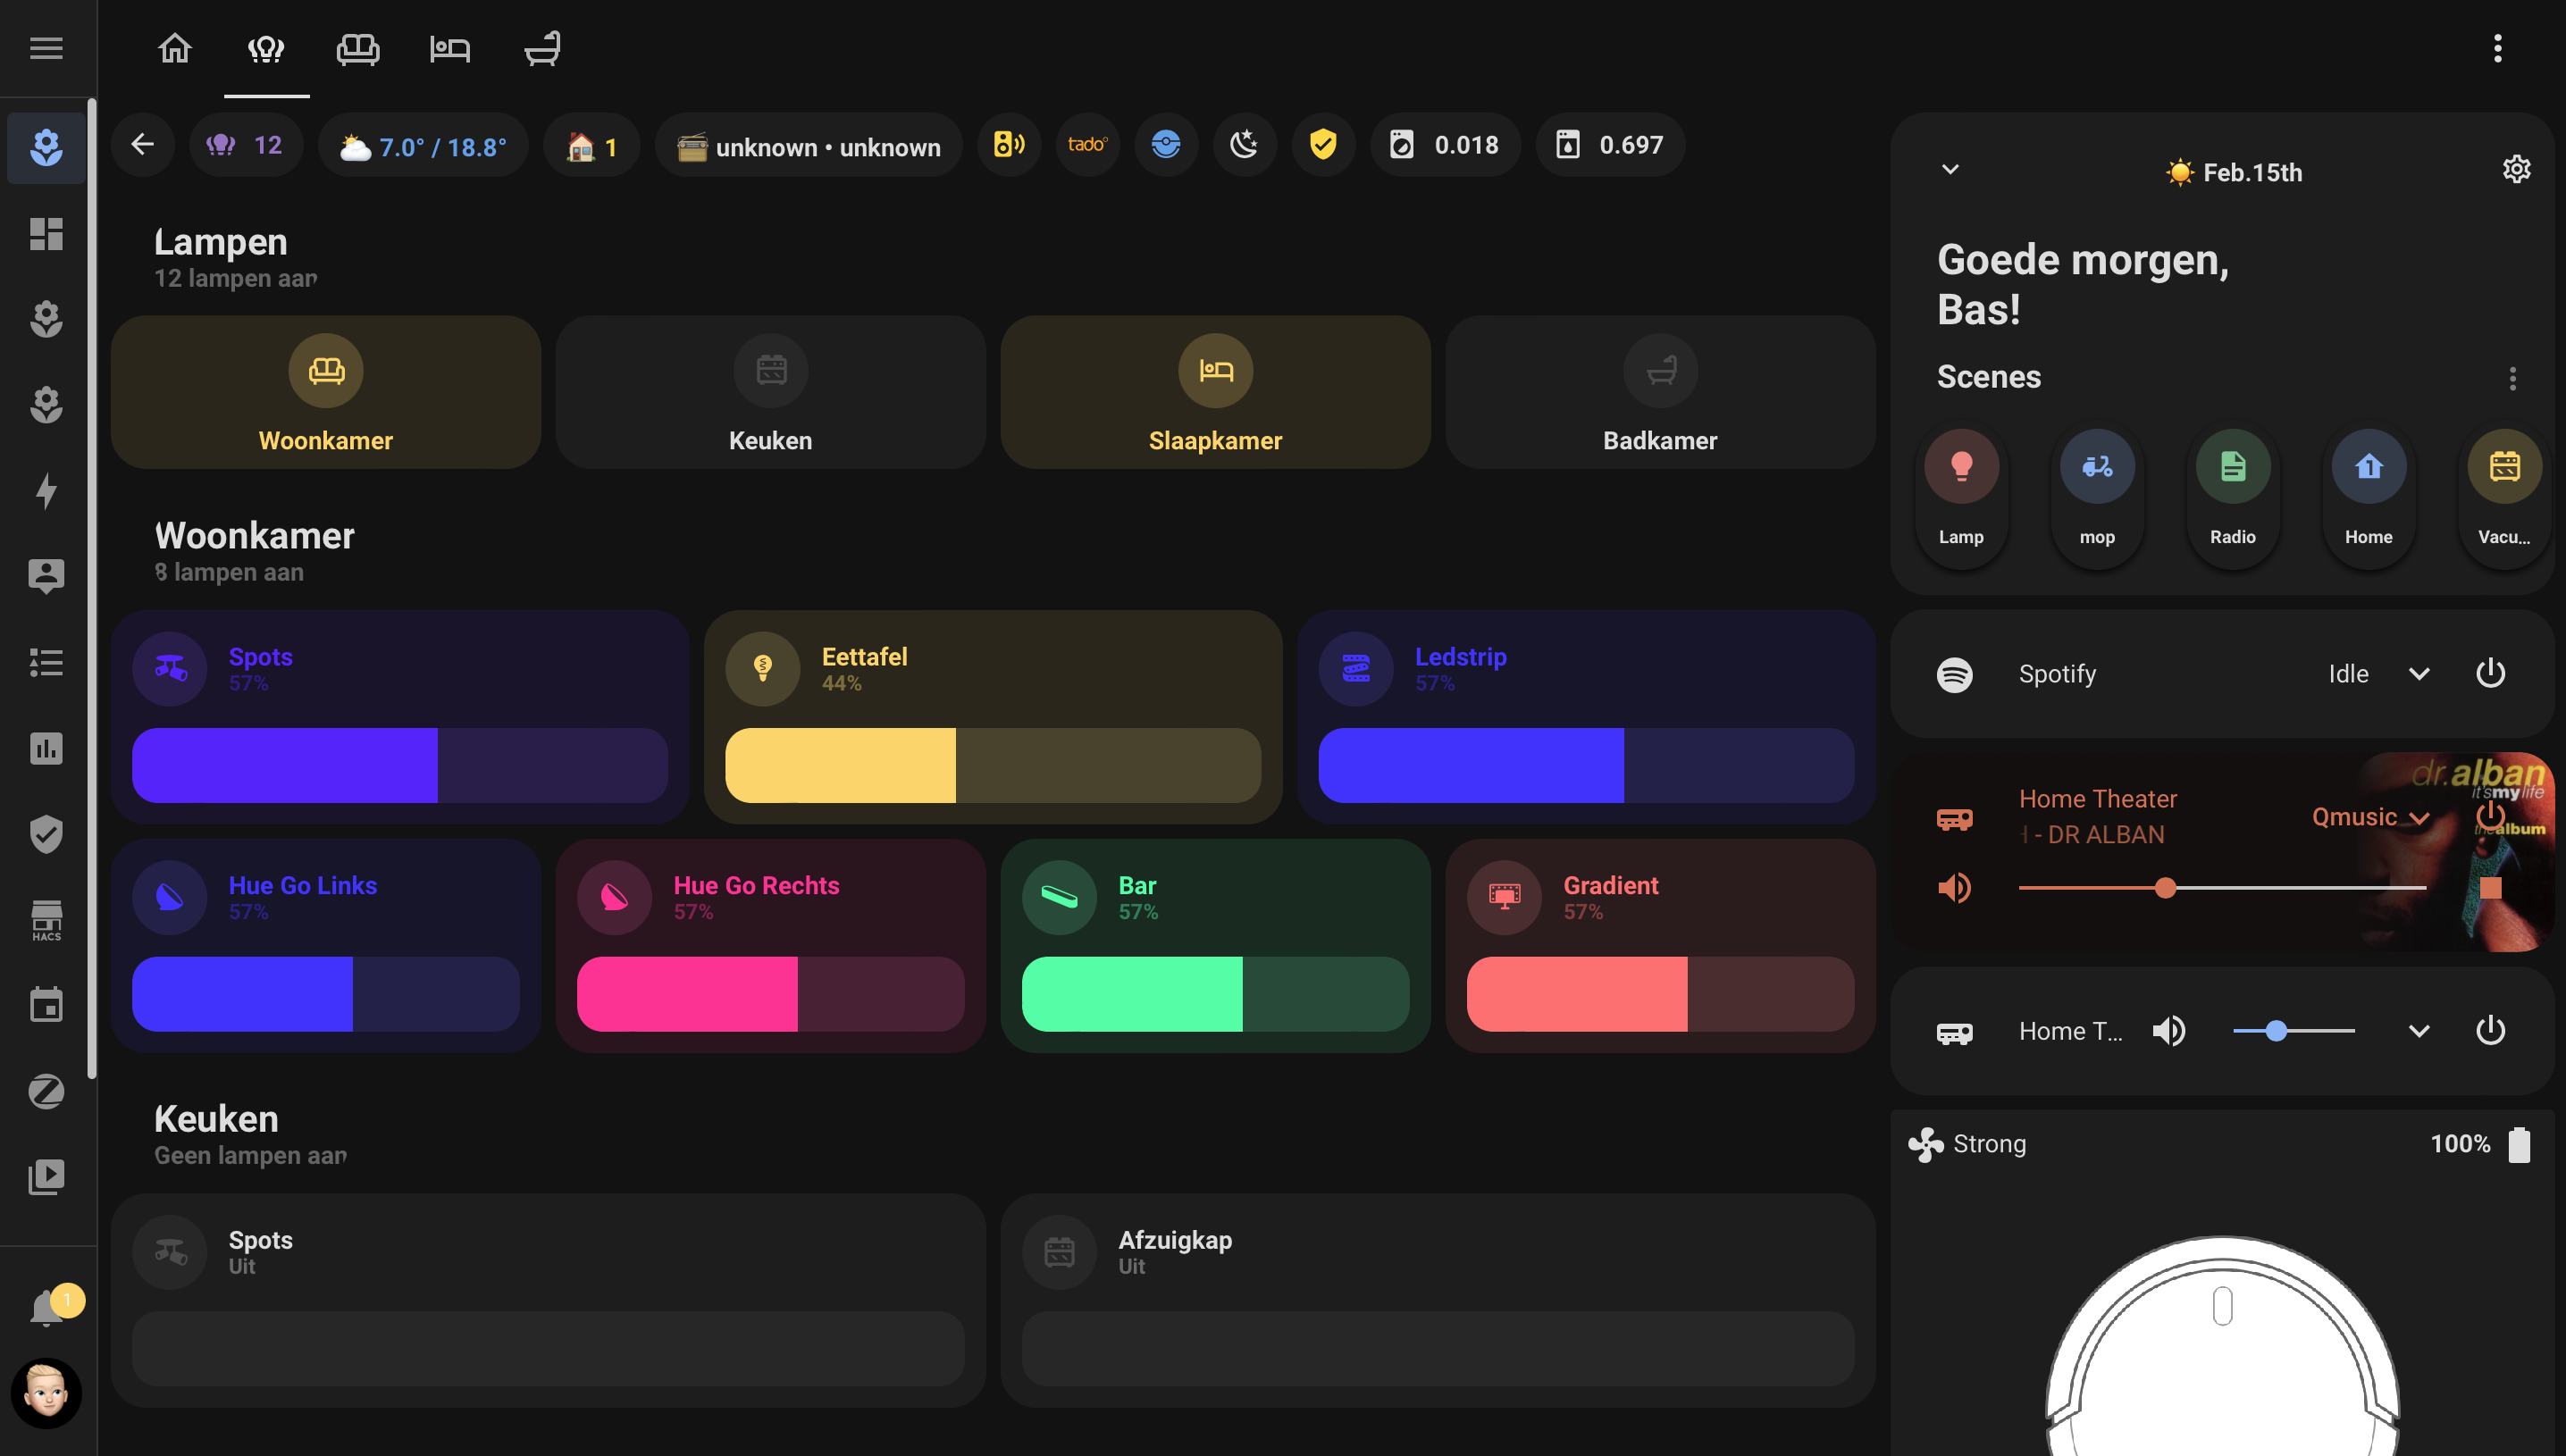 12
7.0° / 18.8°
1
unknown • unknown
tado°
0.018
0.697
Lampen
12 lampen aan
Woonkamer
Keuken
Slaapkamer
Badkamer
Woonkamer
8 lampen aan
Spots
57%
Eettafel
44%
Ledstrip
57%
Hue Go Links
57%
Hue Go Rechts
57%
Bar
57%
Gradient
57%
Keuken
Geen lampen aan
Spots
Uit
Afzuigkap
Uit
HACS
1
Feb.15th
Goede morgen,
Bas!
Scenes
Lamp
mop
Radio
1
Home
Vacu...
Spotify
Idle
Home Theater
- DR ALBAN
Qmusic
dr.alban
it's my life
the album
Home T...
Strong
100%